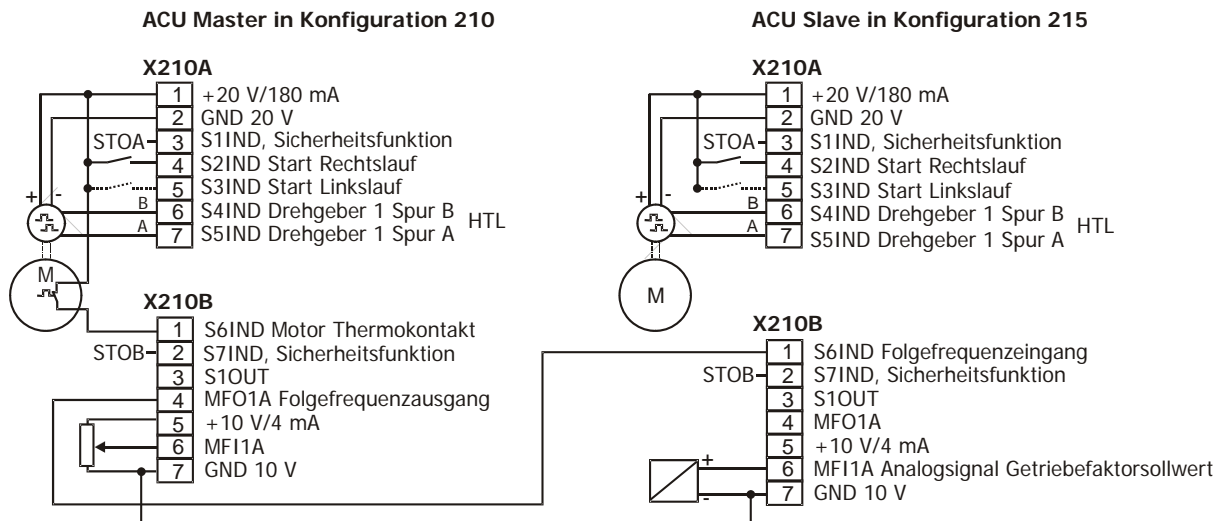 ACU Master in Konfiguration 210
X210A
1 +20 V/180 mA
2 GND 20 V
STOA 3 S1IND, Sicherheitsfunktion
4 S2IND Start Rechtslauf
5 S3IND Start Linkslauf
+ -
B 6 S4IND Drehgeber 1 Spur B
HTL
A 7 S5IND Drehgeber 1 Spur A
M
X210B
1 S6IND Motor Thermokontakt
STOB 2 S7IND, Sicherheitsfunktion
3 S1OUT
4 MFO1A Folgefrequenzausgang
5 +10 V/4 mA
6 MFI1A
7 GND 10 V
ACU Slave in Konfiguration 215
X210A
1 +20 V/180 mA
2 GND 20 V
STOA 3 S1IND, Sicherheitsfunktion
4 S2IND Start Rechtslauf
5 S3IND Start Linkslauf
+ -
B 6 S4IND Drehgeber 1 Spur B
HTL
A 7 S5IND Drehgeber 1 Spur A
M
X210B
1 S6IND Folgefrequenzeingang
STOB 2 S7IND, Sicherheitsfunktion
3 S1OUT
4 MFO1A
5 +10 V/4 mA
+ 6 MFI1A Analogsignal Getriebefaktorsollwert
- 7 GND 10 V